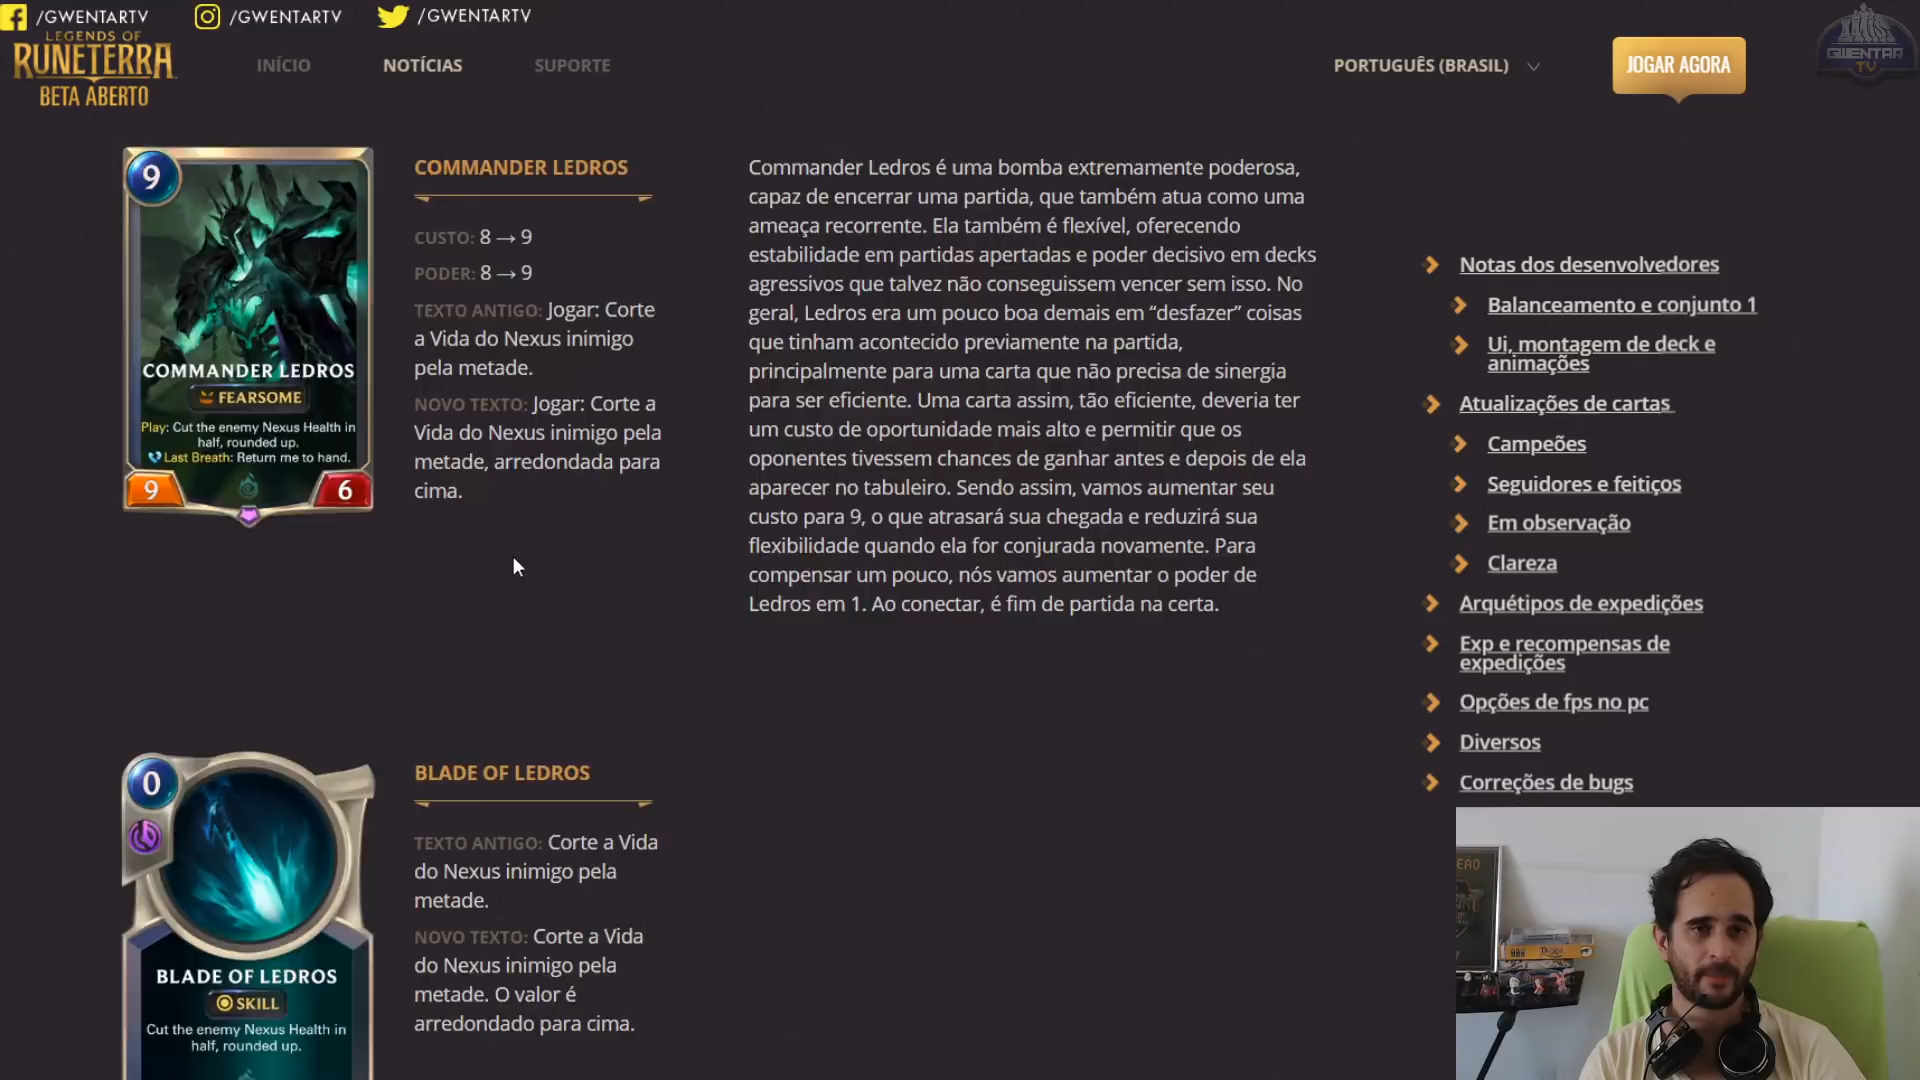 /GWENTARTV
/GWENTARTV
/GWENTARTV
LEGENDS OF
RUNETERRA
BETA ABERTO
INÍCIO
NOTÍCIAS
SUPORTE
PORTUGUÊS (BRASIL)
JOGAR AGORA
GWENTAR
TV
9
COMMANDER LEDROS
FEARSOME
Play: Cut the enemy Nexus Health in
half, rounded up.
Last Breath: Return me to hand.
9
6
COMMANDER LEDROS
CUSTO: 8 → 9
PODER: 8 → 9
TEXTO ANTIGO: Jogar: Corte
a Vida do Nexus inimigo
pela metade.
NOVO TEXTO: Jogar: Corte a
Vida do Nexus inimigo pela
metade, arredondada para
cima.
Commander Ledros é uma bomba extremamente poderosa,
capaz de encerrar uma partida, que também atua como uma
ameaça recorrente. Ela também é flexível, oferecendo
estabilidade em partidas apertadas e poder decisivo em decks
agressivos que talvez não conseguissem vencer sem isso. No
geral, Ledros era um pouco boa demais em “desfazer” coisas
que tinham acontecido previamente na partida,
principalmente para uma carta que não precisa de sinergia
para ser eficiente. Uma carta assim, tão eficiente, deveria ter
um custo de oportunidade mais alto e permitir que os
oponentes tivessem chances de ganhar antes e depois de ela
aparecer no tabuleiro. Sendo assim, vamos aumentar seu
custo para 9, o que atrasará sua chegada e reduzirá sua
flexibilidade quando ela for conjurada novamente. Para
compensar um pouco, nós vamos aumentar o poder de
Ledros em 1. Ao conectar, é fim de partida na certa.
Notas dos desenvolvedores
Balanceamento e conjunto 1
Ui, montagem de deck e
animações
Atualizações de cartas
Campeões
Seguidores e feitiços
Em observação
Clareza
Arquétipos de expedições
Exp e recompensas de
expedições
Opções de fps no pc
Diversos
Correções de bugs
0
BLADE OF LEDROS
SKILL
Cut the enemy Nexus Health in
half, rounded up.
BLADE OF LEDROS
TEXTO ANTIGO: Corte a Vida
do Nexus inimigo pela
metade.
NOVO TEXTO: Corte a Vida
do Nexus inimigo pela
metade. O valor é
arredondado para cima.